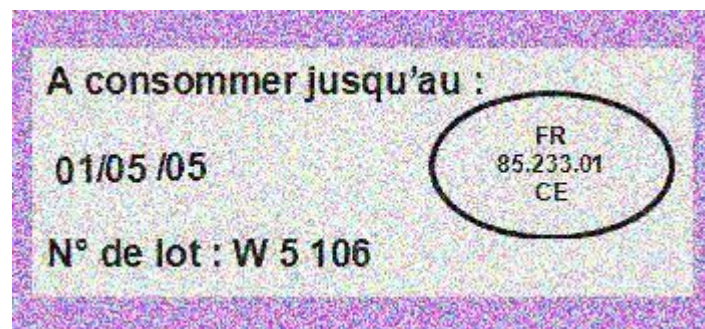 A consommer jusqu'au :
FR
01/05 /05
85.233.01
CE
N° de lot : W 5 106